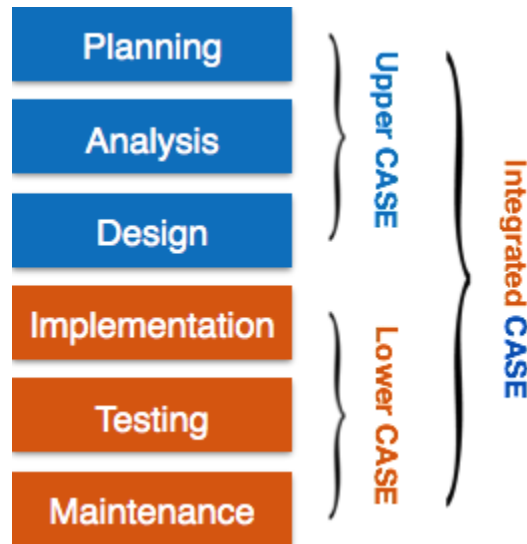 Planning
Analysis
Design
Implementation
Testing
Maintenance
Upper CASE
Lower CASE
Integrated CASE